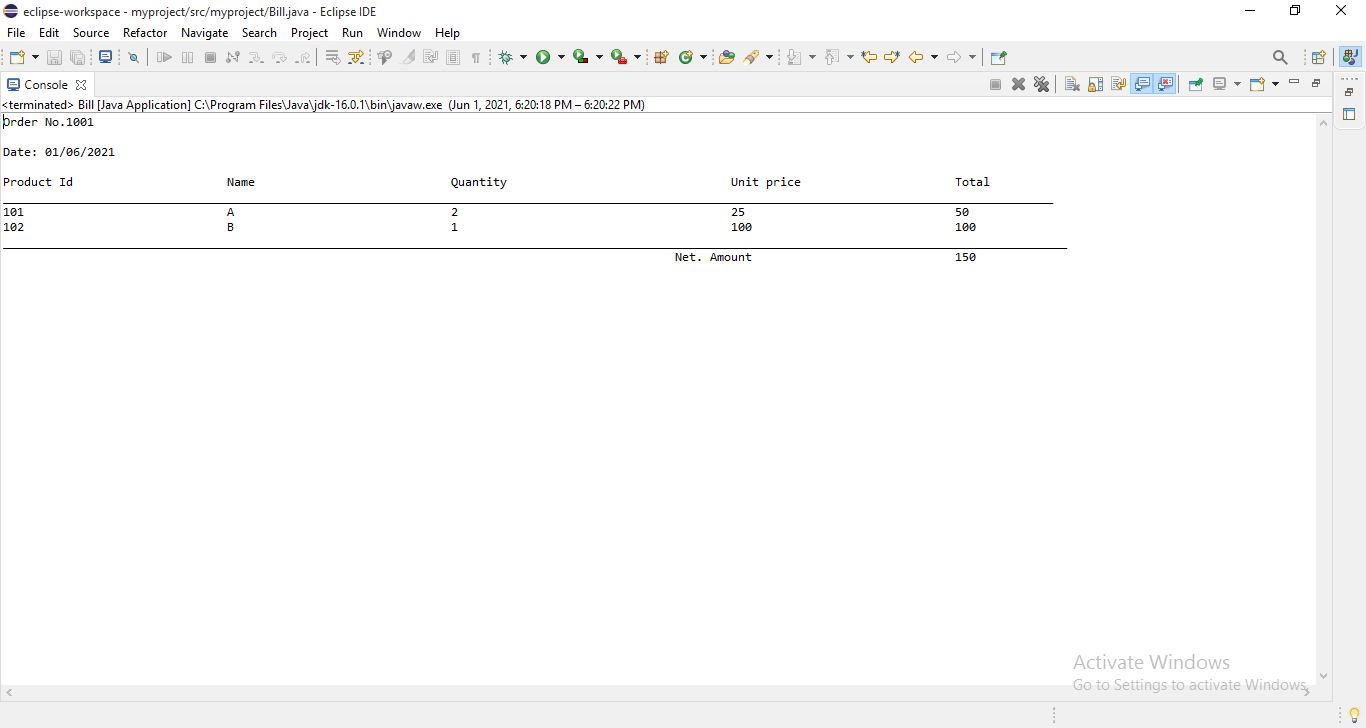 eclipse-workspace - myproject/src/myproject/Bill.java - Eclipse IDE
File Edit Source Refactor Navigate Search Project Run Window Help
Console
<terminated> Bill [Java Application] C:\Program Files\Java\jdk-16.0.1\bin\javaw.exe (Jun 1, 2021, 6:20:18 PM – 6:20:22 PM)
Order No.1001
Date: 01/06/2021
Product Id Name Quantity Unit price Total
101 A 2 25 50
102 B 1 100 100
Net. Amount 150
Activate Windows
Go to Settings to activate Windows.